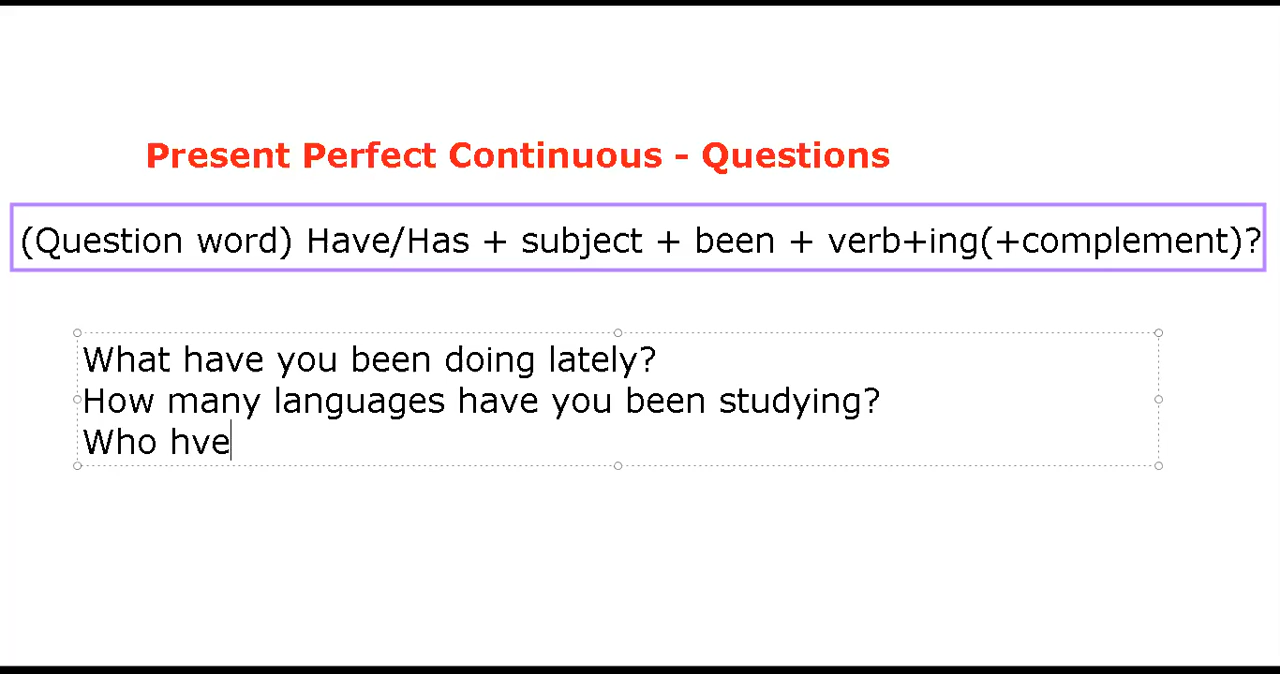 Present Perfect Continuous - Questions
(Question word) Have/Has + subject + been + verb+ing(+complement)?
What have you been doing lately?
How many languages have you been studying?
Who hve